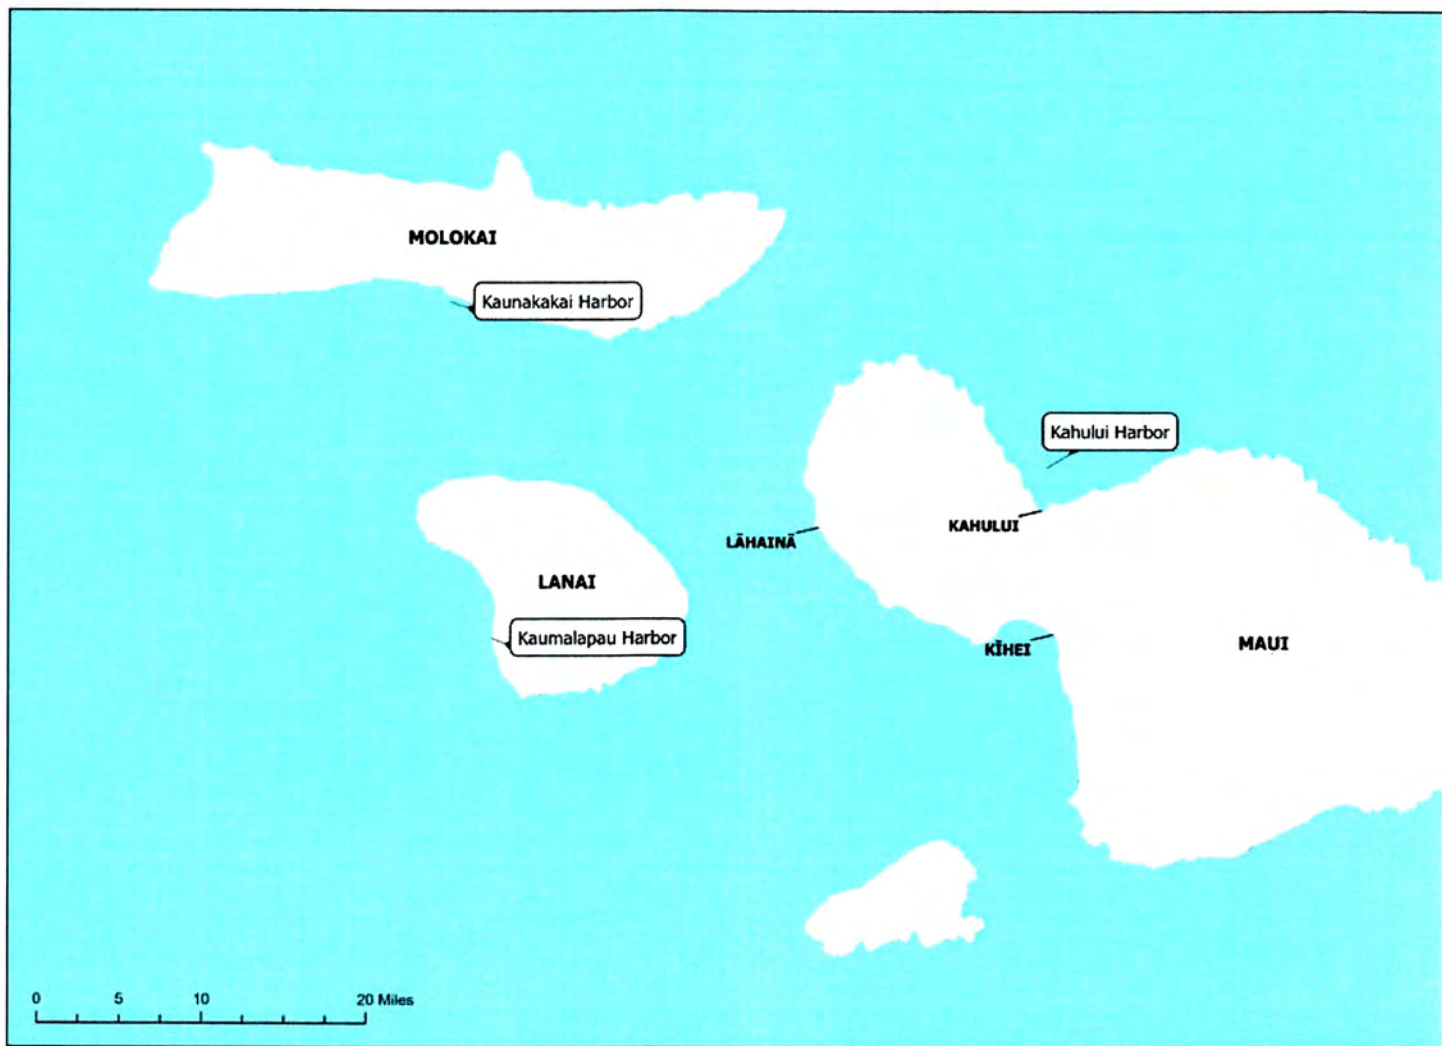 MOLOKAI
Kaunakakai Harbor
Kahului Harbor
KAHULUI
LĀHAINĀ
LANAI
Kaumalapau Harbor
KĪHEI
MAUI
0 5 10 20 Miles